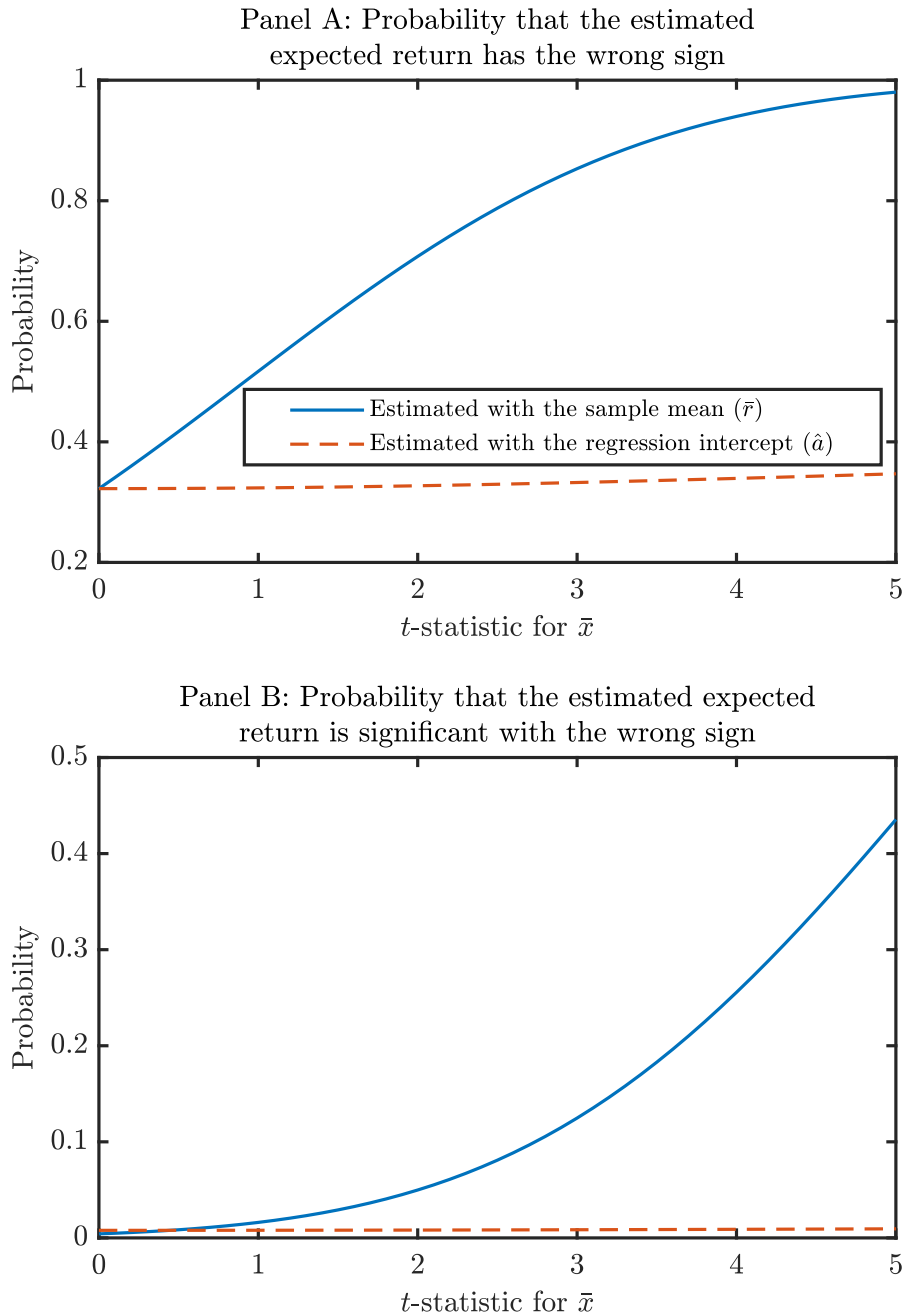 Panel A: Probability that the estimated
expected return has the wrong sign
1
0.8
0.6
0.4
0.2
Probability
Estimated with the sample mean (r̄)
Estimated with the regression intercept (â)
0 1 2 3 4 5
t-statistic for x̄
Panel B: Probability that the estimated expected
return is significant with the wrong sign
0.5
0.4
0.3
0.2
0.1
0
Probability
0 1 2 3 4 5
t-statistic for x̄